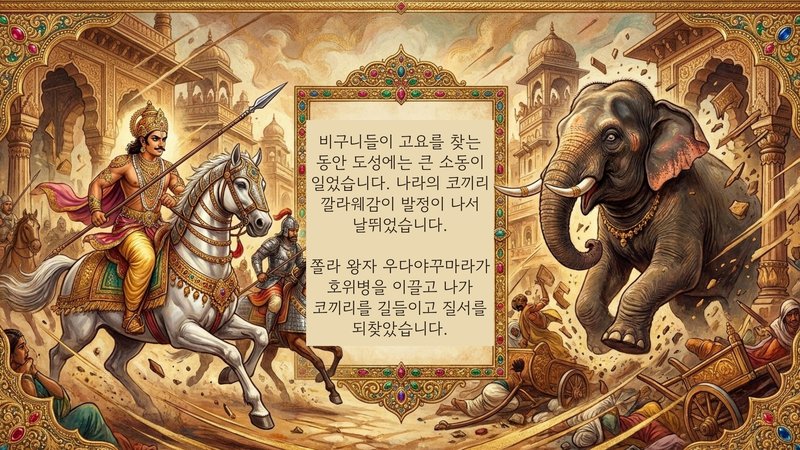 비구니들이 고요를 찾는
동안 도성에는 큰 소동이
일었습니다. 나라의 코끼리
깔라웨감이 발정이 나서
날뛰었습니다.
쫄라 왕자 우다야꾸마라가
호위병을 이끌고 나가
코끼리를 길들이고 질서를
되찾았습니다.